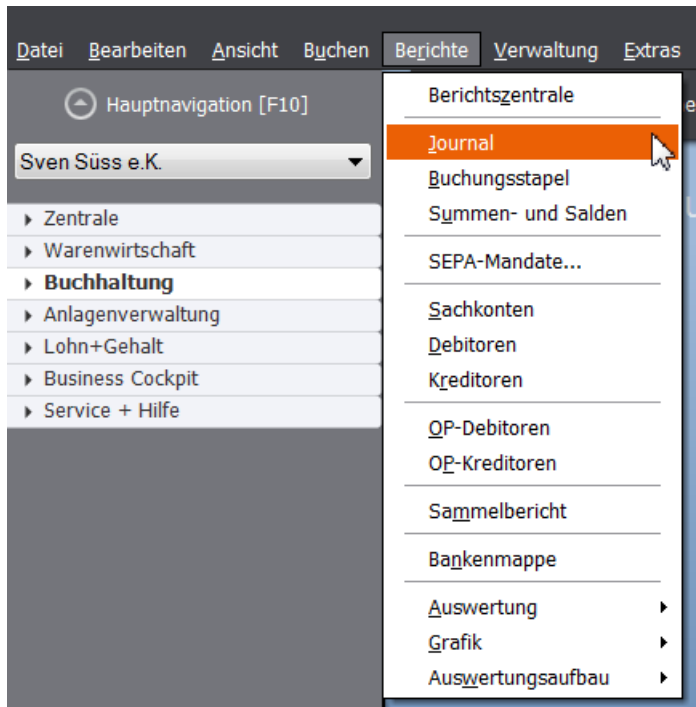 Datei Bearbeiten Ansicht Buchen Berichte Verwaltung Extras
Hauptnavigation [F10]
Sven Süss e.K.
Zentrale
Warenwirtschaft
Buchhaltung
Anlagenverwaltung
Lohn+Gehalt
Business Cockpit
Service + Hilfe
Berichtszentrale
Journal
Buchungsstapel
Summen- und Salden
SEPA-Mandate...
Sachkonten
Debitoren
Kreditoren
OP-Debitoren
OP-Kreditoren
Sammelbericht
Bankenmappe
Auswertung
Grafik
Auswertungsaufbau